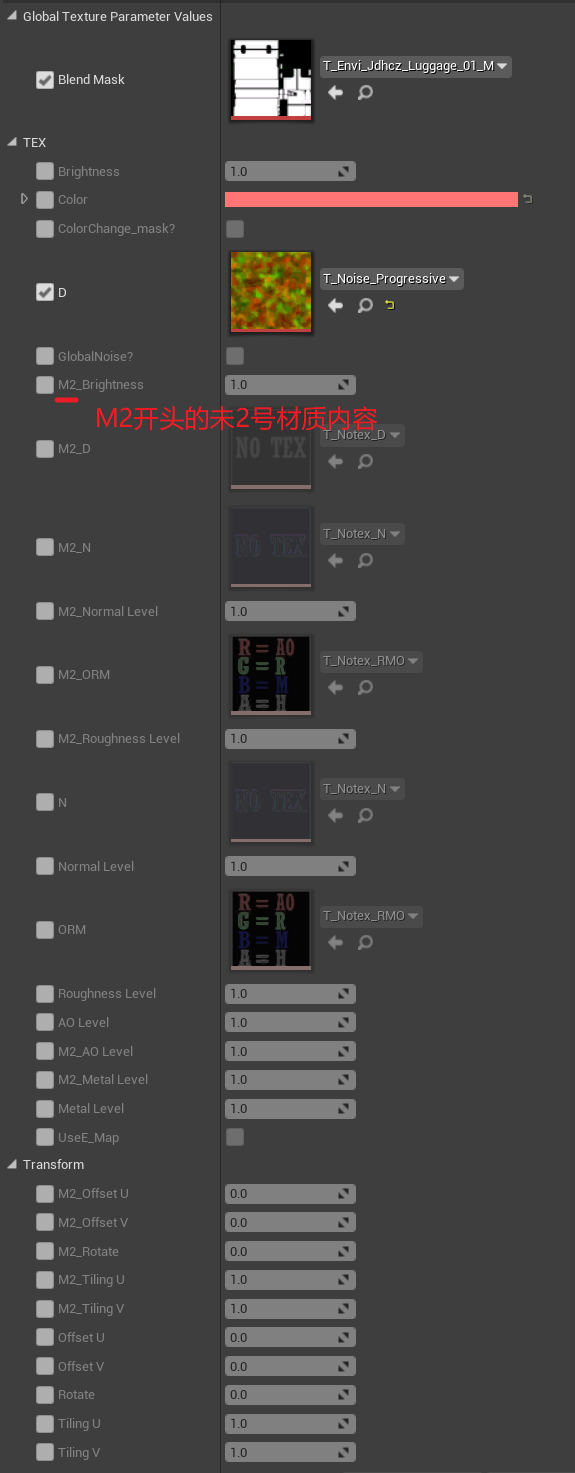 Global Texture Parameter Values
Blend Mask
T_Envi_Jdhcz_Luggage_01_M
TEX
Brightness 1.0
Color
ColorChange_mask?
D
T_Noise_Progressive
GlobalNoise?
M2_Brightness 1.0
M2开头的未2号材质内容
M2_D
NO TEX
T_Notex_D
M2_N
NO TEX
T_Notex_N
M2_Normal Level 1.0
M2_ORM
R = AO
G = R
B = M
A = H
T_Notex_RMO
M2_Roughness Level 1.0
N
NO TEX
T_Notex_N
Normal Level 1.0
ORM
R = AO
G = R
B = M
A = H
T_Notex_RMO
Roughness Level 1.0
AO Level 1.0
M2_AO Level 1.0
M2_Metal Level 1.0
Metal Level 1.0
UseE_Map
Transform
M2_Offset U 0.0
M2_Offset V 0.0
M2_Rotate 0.0
M2_Tiling U 1.0
M2_Tiling V 1.0
Offset U 0.0
Offset V 0.0
Rotate 0.0
Tiling U 1.0
Tiling V 1.0